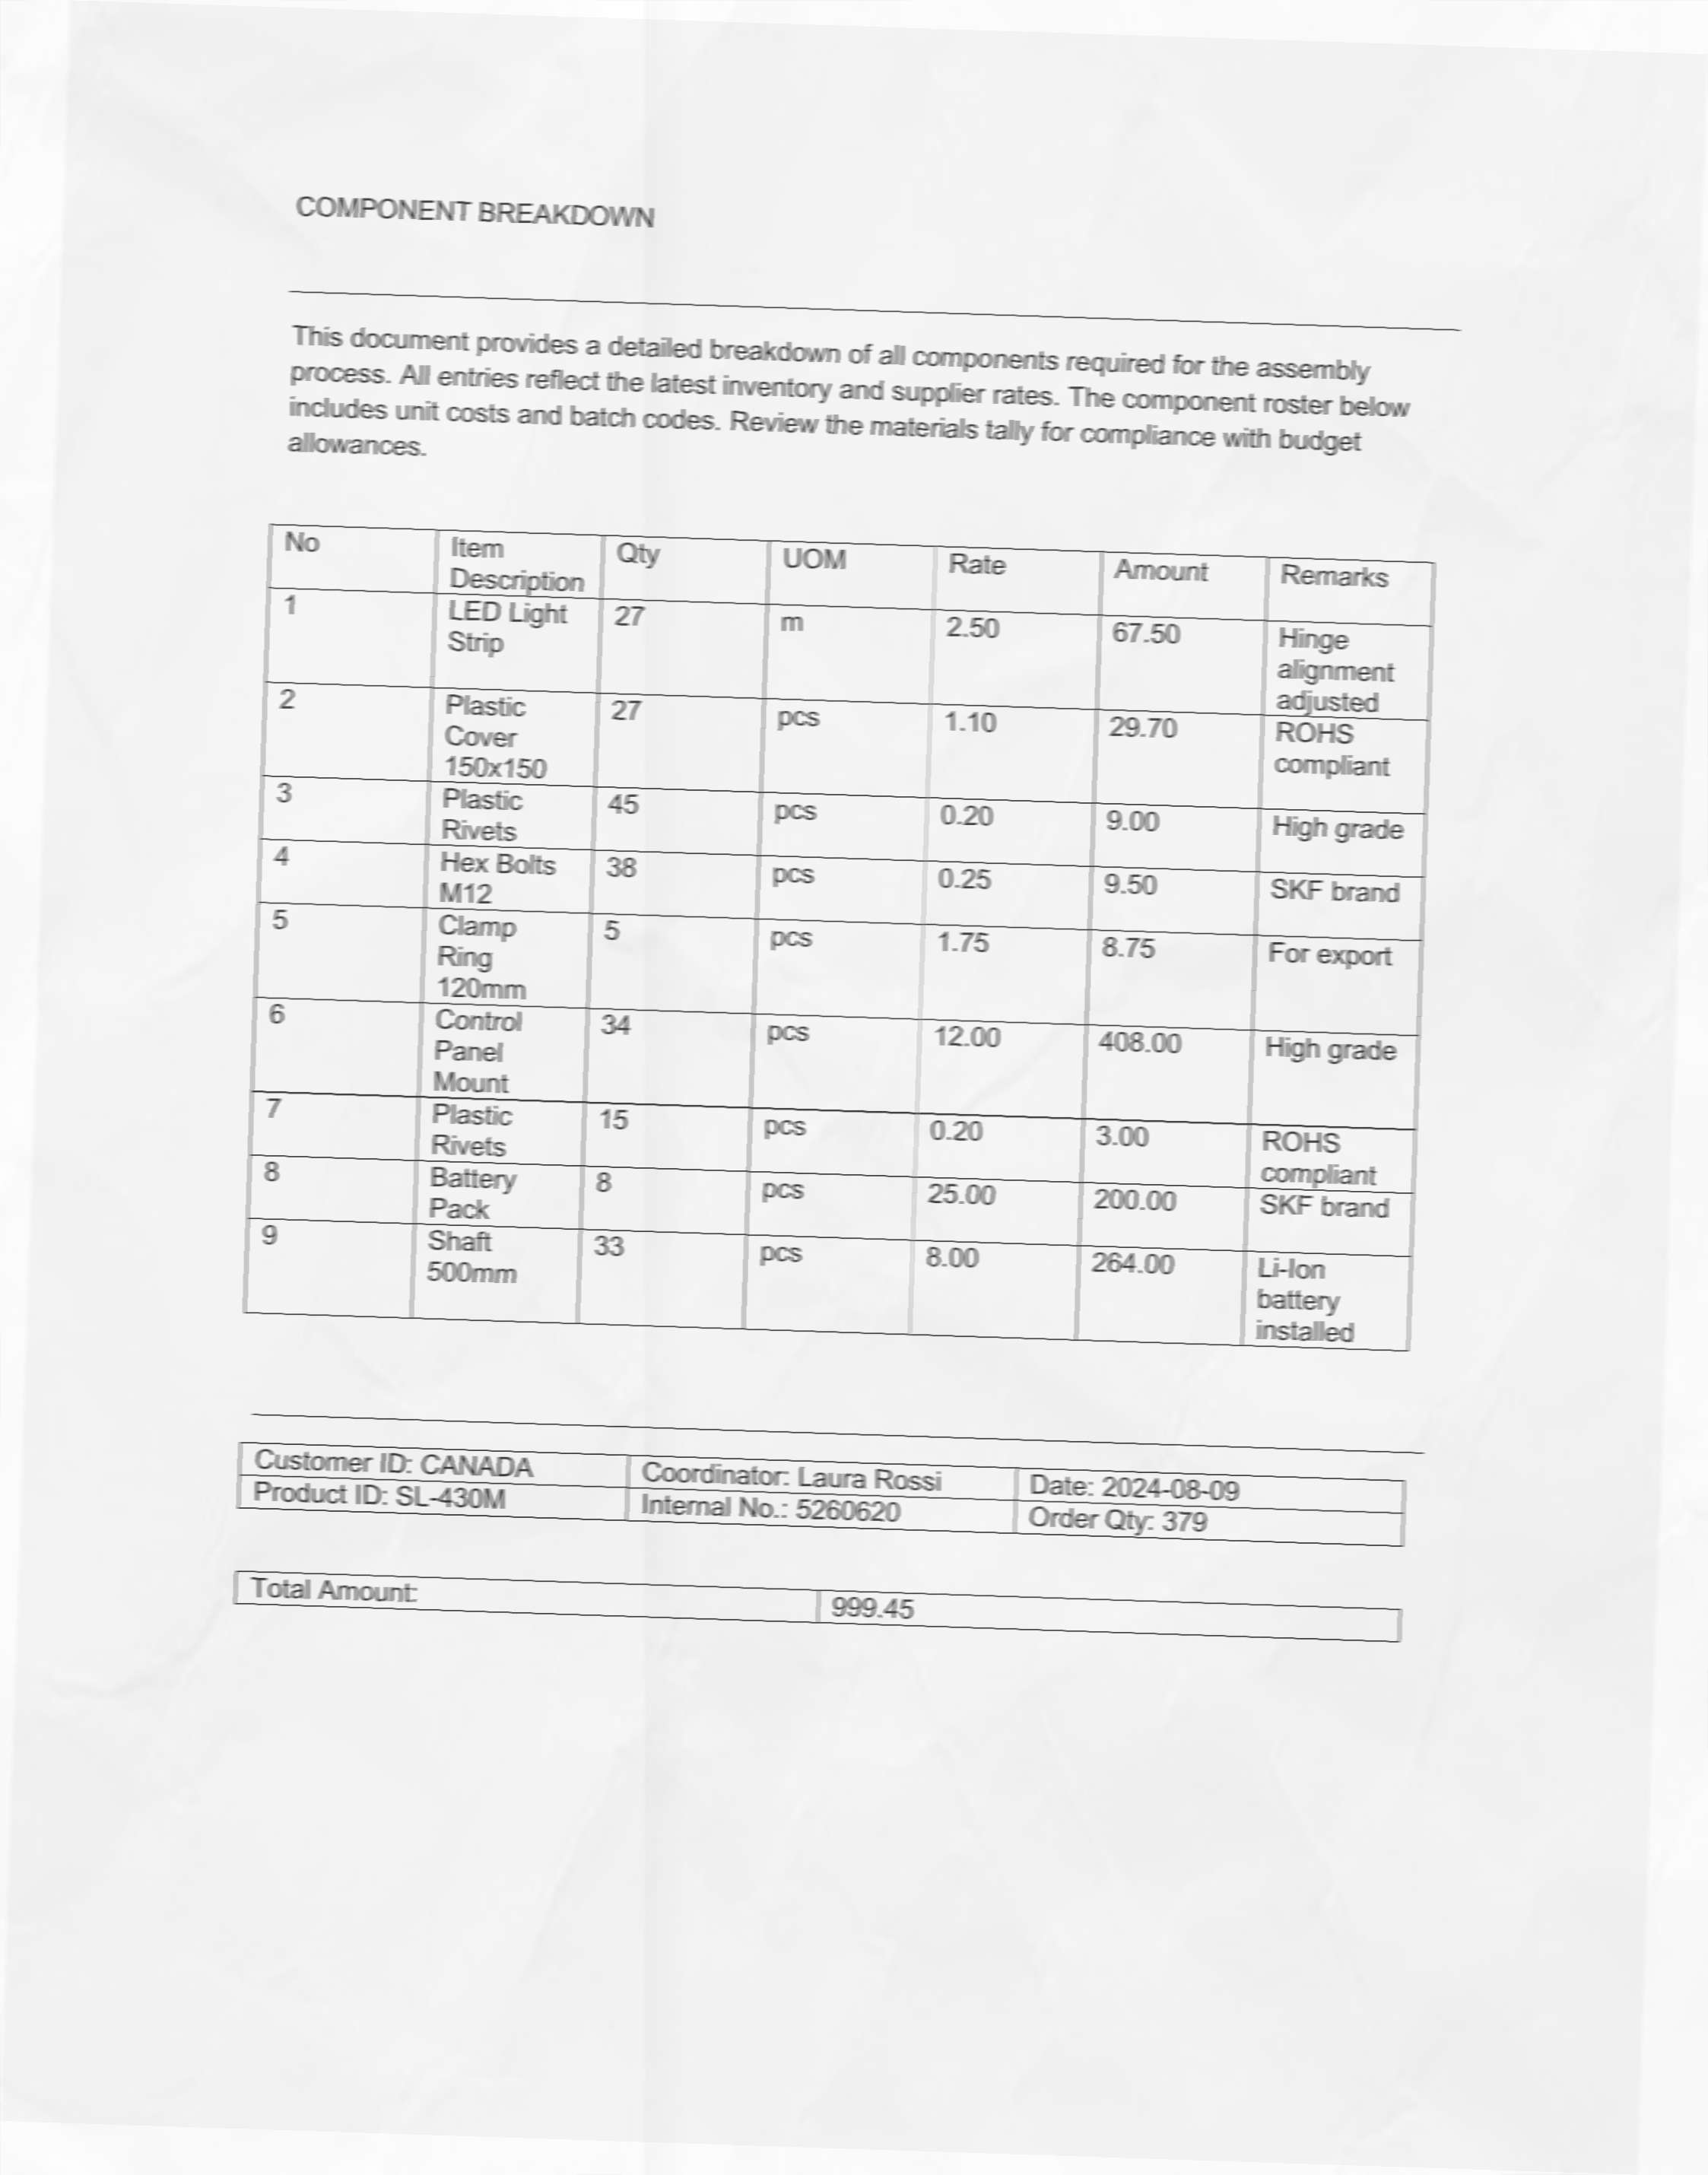 COMPONENT BREAKDOWN
This document provides a detailed breakdown of all components required for the assembly
process. All entries reflect the latest inventory and supplier rates. The component roster below
includes unit costs and batch codes. Review the materials tally for compliance with budget
allowances.
No Item Description Qty UOM Rate Amount Remarks
1 LED Light Strip 27 m 2.50 67.50 Hinge alignment adjusted
2 Plastic Cover 150x150 27 pcs 1.10 29.70 ROHS compliant
3 Plastic Rivets 45 pcs 0.20 9.00 High grade
4 Hex Bolts M12 38 pcs 0.25 9.50 SKF brand
5 Clamp Ring 120mm 5 pcs 1.75 8.75 For export
6 Control Panel Mount 34 pcs 12.00 408.00 High grade
7 Plastic Rivets 15 pcs 0.20 3.00 ROHS compliant
8 Battery Pack 8 pcs 25.00 200.00 SKF brand
9 Shaft 500mm 33 pcs 8.00 264.00 Li-Ion battery installed
Customer ID: CANADA Coordinator: Laura Rossi Date: 2024-08-09
Product ID: SL-430M Internal No.: 5260620 Order Qty: 379
Total Amount: 999.45